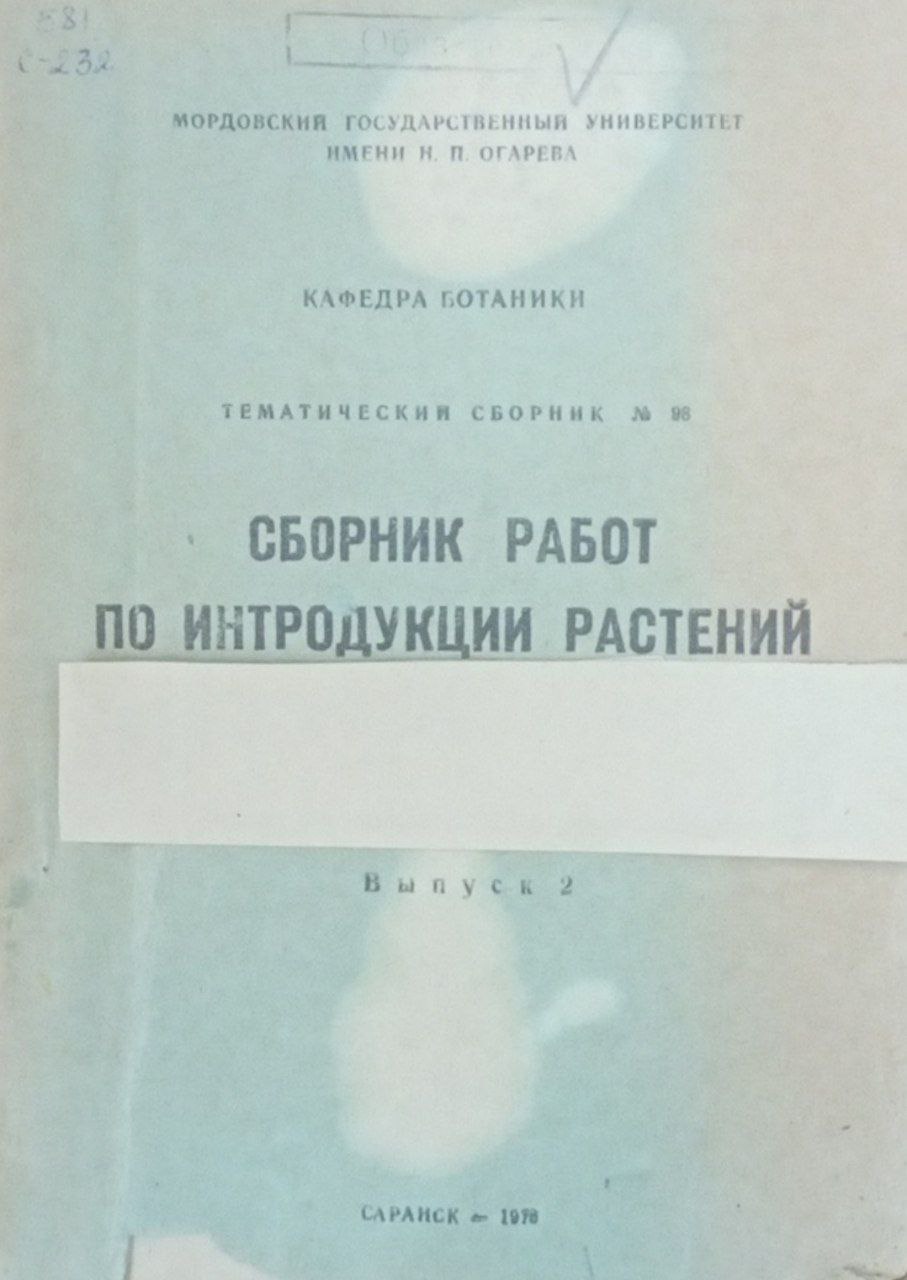 581
С-232
МОРДОВСКИЙ ГОСУДАРСТВЕННЫЙ УНИВЕРСИТЕТ
ИМЕНИ Н. П. ОГАРЕВА
КАФЕДРА БОТАНИКИ
ТЕМАТИЧЕСКИЙ СБОРНИК № 98
СБОРНИК РАБОТ
ПО ИНТРОДУКЦИИ РАСТЕНИЙ
Выпуск 2
САРАНСК —